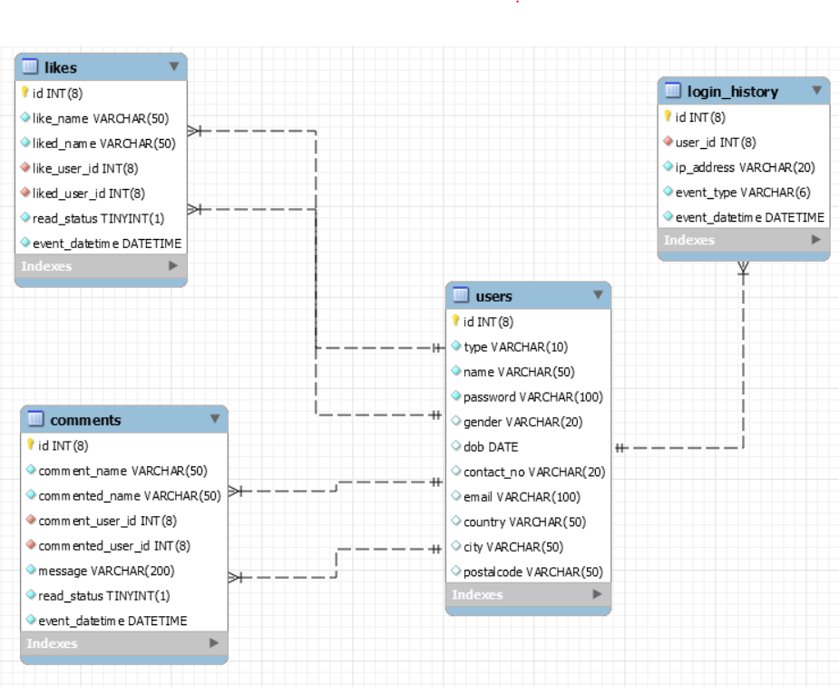 likes
id INT(8)
like_name VARCHAR(50)
liked_name VARCHAR(50)
like_user_id INT(8)
liked_user_id INT(8)
read_status TINYINT(1)
event_datetime DATETIME
Indexes
login_history
id INT(8)
user_id INT(8)
ip_address VARCHAR(20)
event_type VARCHAR(6)
event_datetime DATETIME
Indexes
users
id INT(8)
type VARCHAR(10)
name VARCHAR(50)
password VARCHAR(100)
gender VARCHAR(20)
dob DATE
contact_no VARCHAR(20)
email VARCHAR(100)
country VARCHAR(50)
city VARCHAR(50)
postalcode VARCHAR(50)
Indexes
comments
id INT(8)
comment_name VARCHAR(50)
commented_name VARCHAR(50)
comment_user_id INT(8)
commented_user_id INT(8)
message VARCHAR(200)
read_status TINYINT(1)
event_datetime DATETIME
Indexes